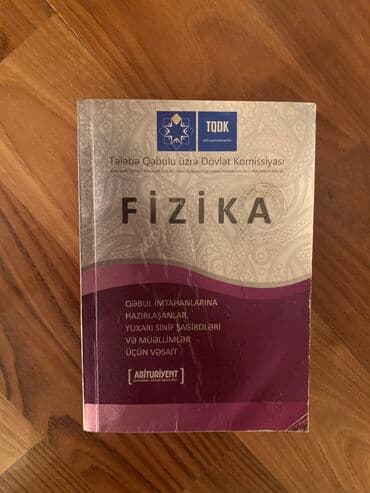 TQDK
Tələbə Qəbulu üzrə Dövlət Komissiyası
FİZİKA
QƏBUL İMTAHANLARINA
HAZIRLAŞANLAR,
YUXARI SİNİF ŞAGİRDLƏRİ
VƏ MÜƏLLİMLƏR
ÜÇÜN VƏSAİT
ABİTURİYENT